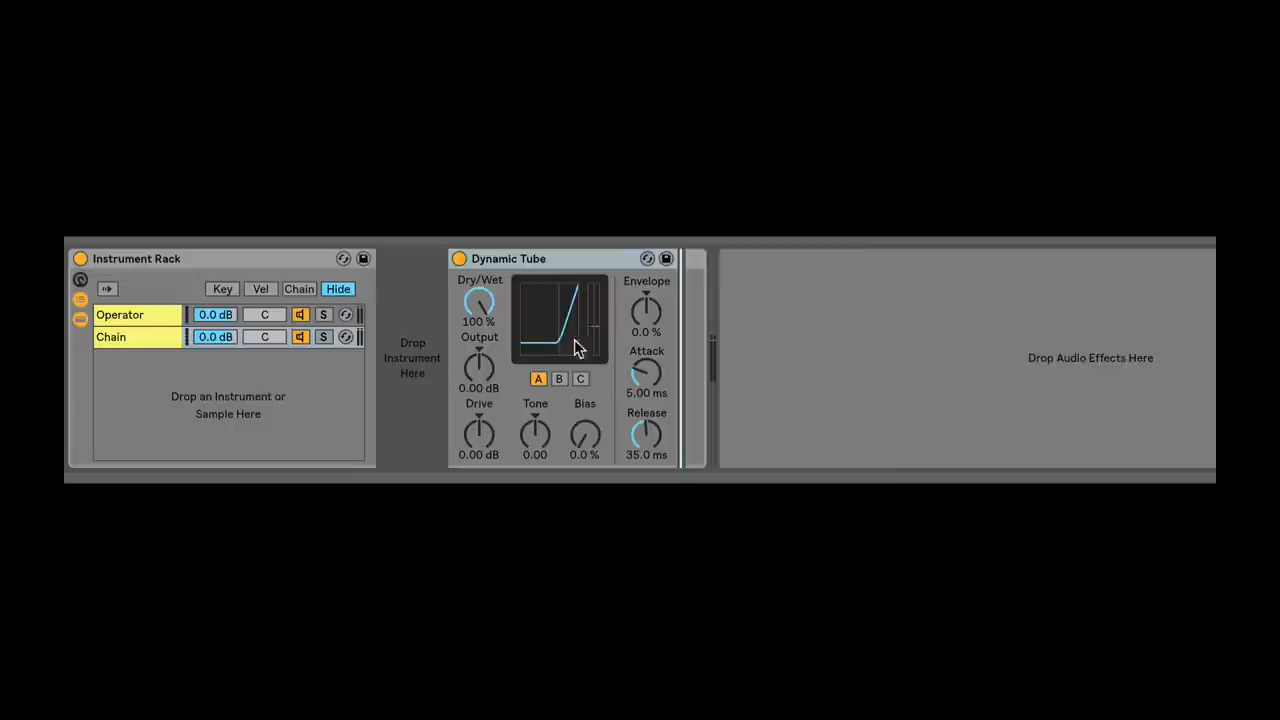 Instrument Rack
Key Vel Chain Hide
Operator 0.0 dB C S
Chain 0.0 dB C S
Drop an Instrument or
Sample Here
Drop
Instrument
Here
Dynamic Tube
Dry/Wet
100 %
Output
0.00 dB
Drive
0.00 dB
A B C
Tone
0.00
Bias
0.0 %
Envelope
0.0 %
Attack
5.00 ms
Release
35.0 ms
Drop Audio Effects Here